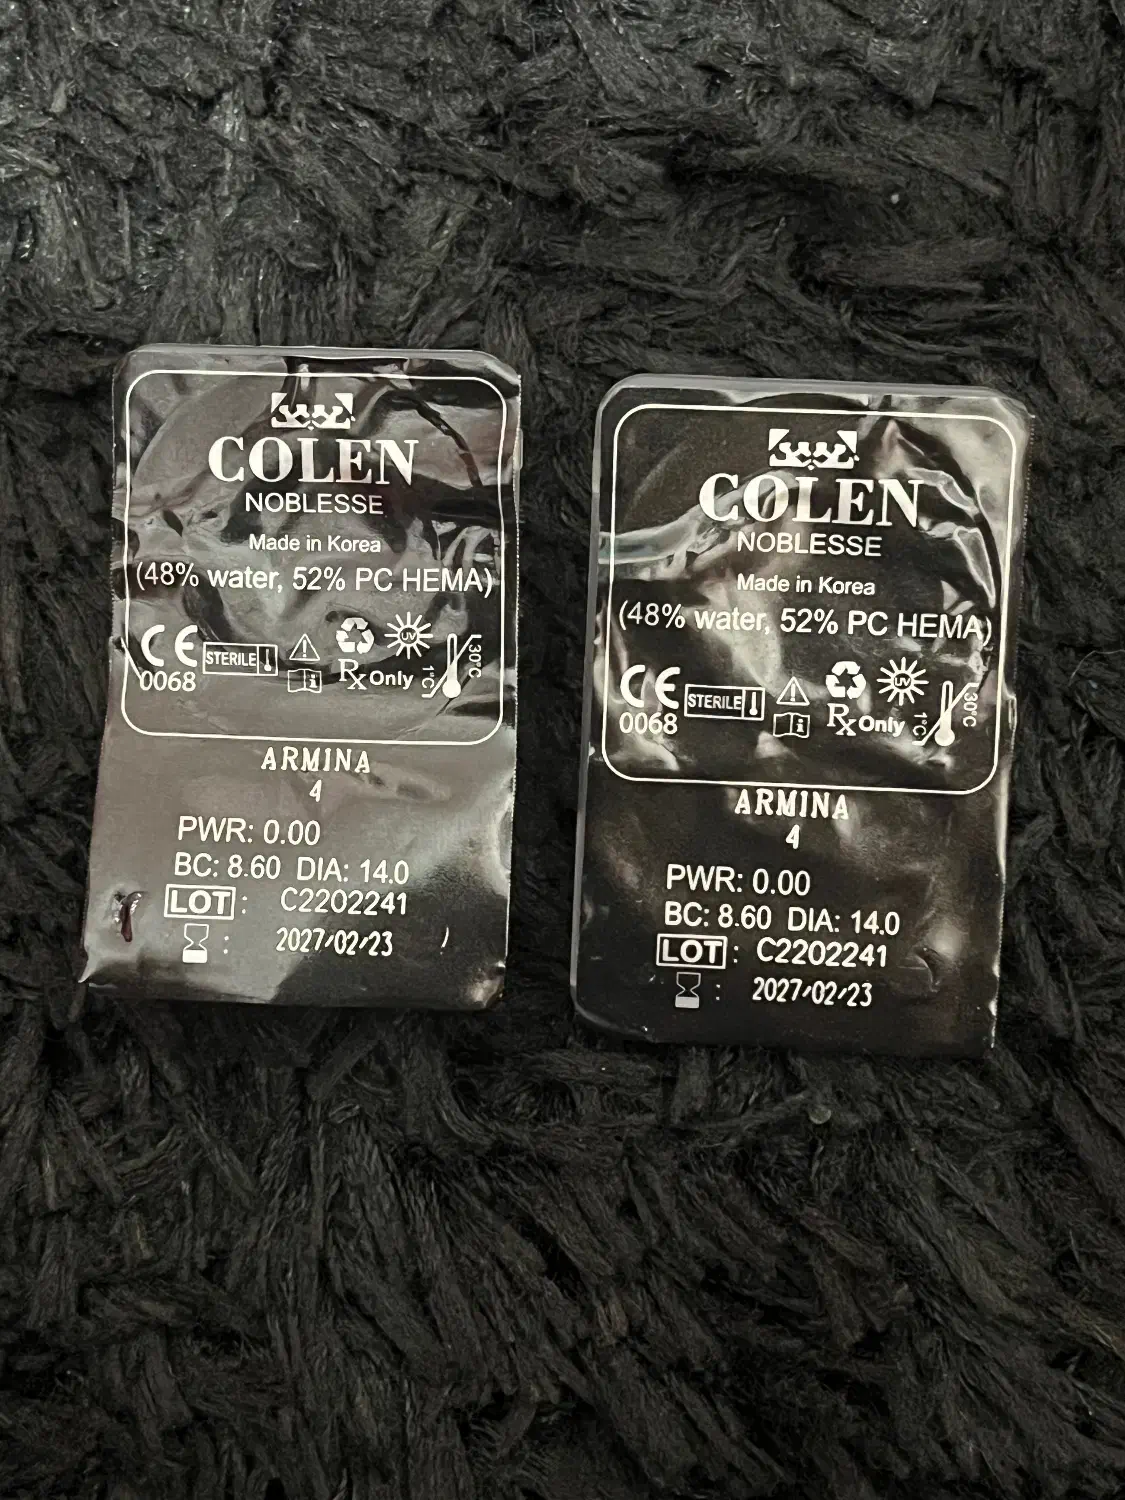 COLEN
NOBLESSE
Made in Korea
(48% water, 52% PC HEMA)
CE STERILE UV
0068 Rx Only 1°C 30°C
ARMINA
4
PWR: 0.00
BC: 8.60 DIA: 14.0
LOT : C2202241
: 2027/02/23
COLEN
NOBLESSE
Made in Korea
(48% water, 52% PC HEMA)
CE STERILE UV
0068 Rx Only 1°C 30°C
ARMINA
4
PWR: 0.00
BC: 8.60 DIA: 14.0
LOT : C2202241
: 2027/02/23